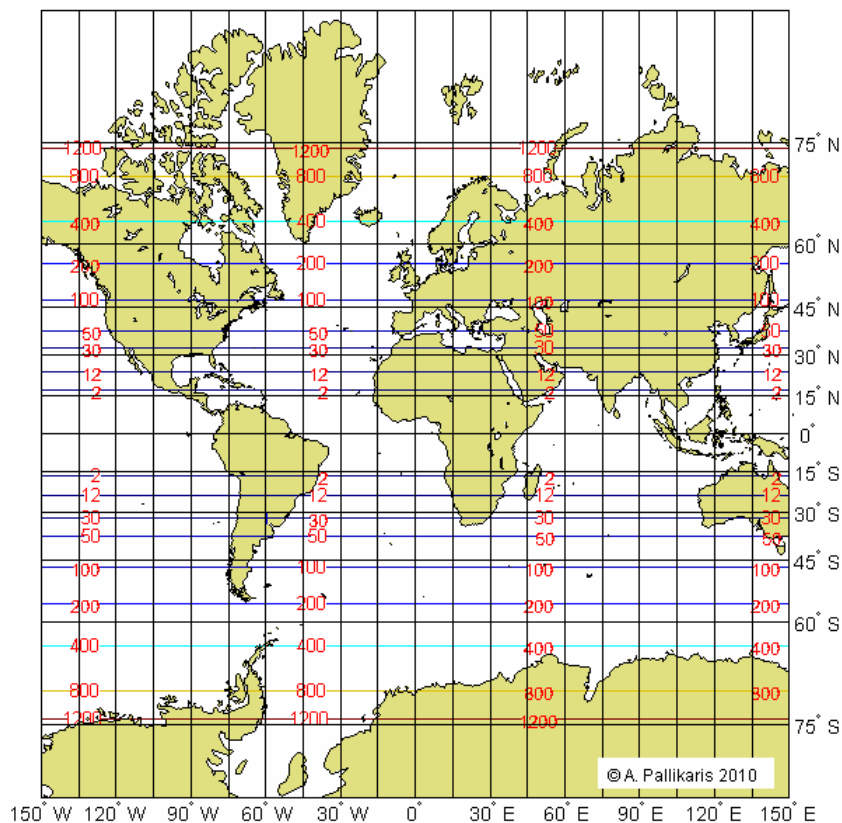 75° N
1200 1200 1200
800 800 800 800
400 400 400 400
60° N
200 200 200 200
100 100 100 100
45° N
50 50 50 50
30 30 30 30
30° N
12 12 12 12
2 2 2 2
15° N
0°
15° S
2 2 2 2
12 12 12 12
30° S
30 30 30 30
50 50 50 50
45° S
100 100 100 100
200 200 200 200
60° S
400 400 400 400
800 800 800 800
1200 1200 1200
75° S
© A. Pallikaris 2010
150° W 120° W 90° W 60° W 30° W 0° 30° E 60° E 90° E 120° E 150° E